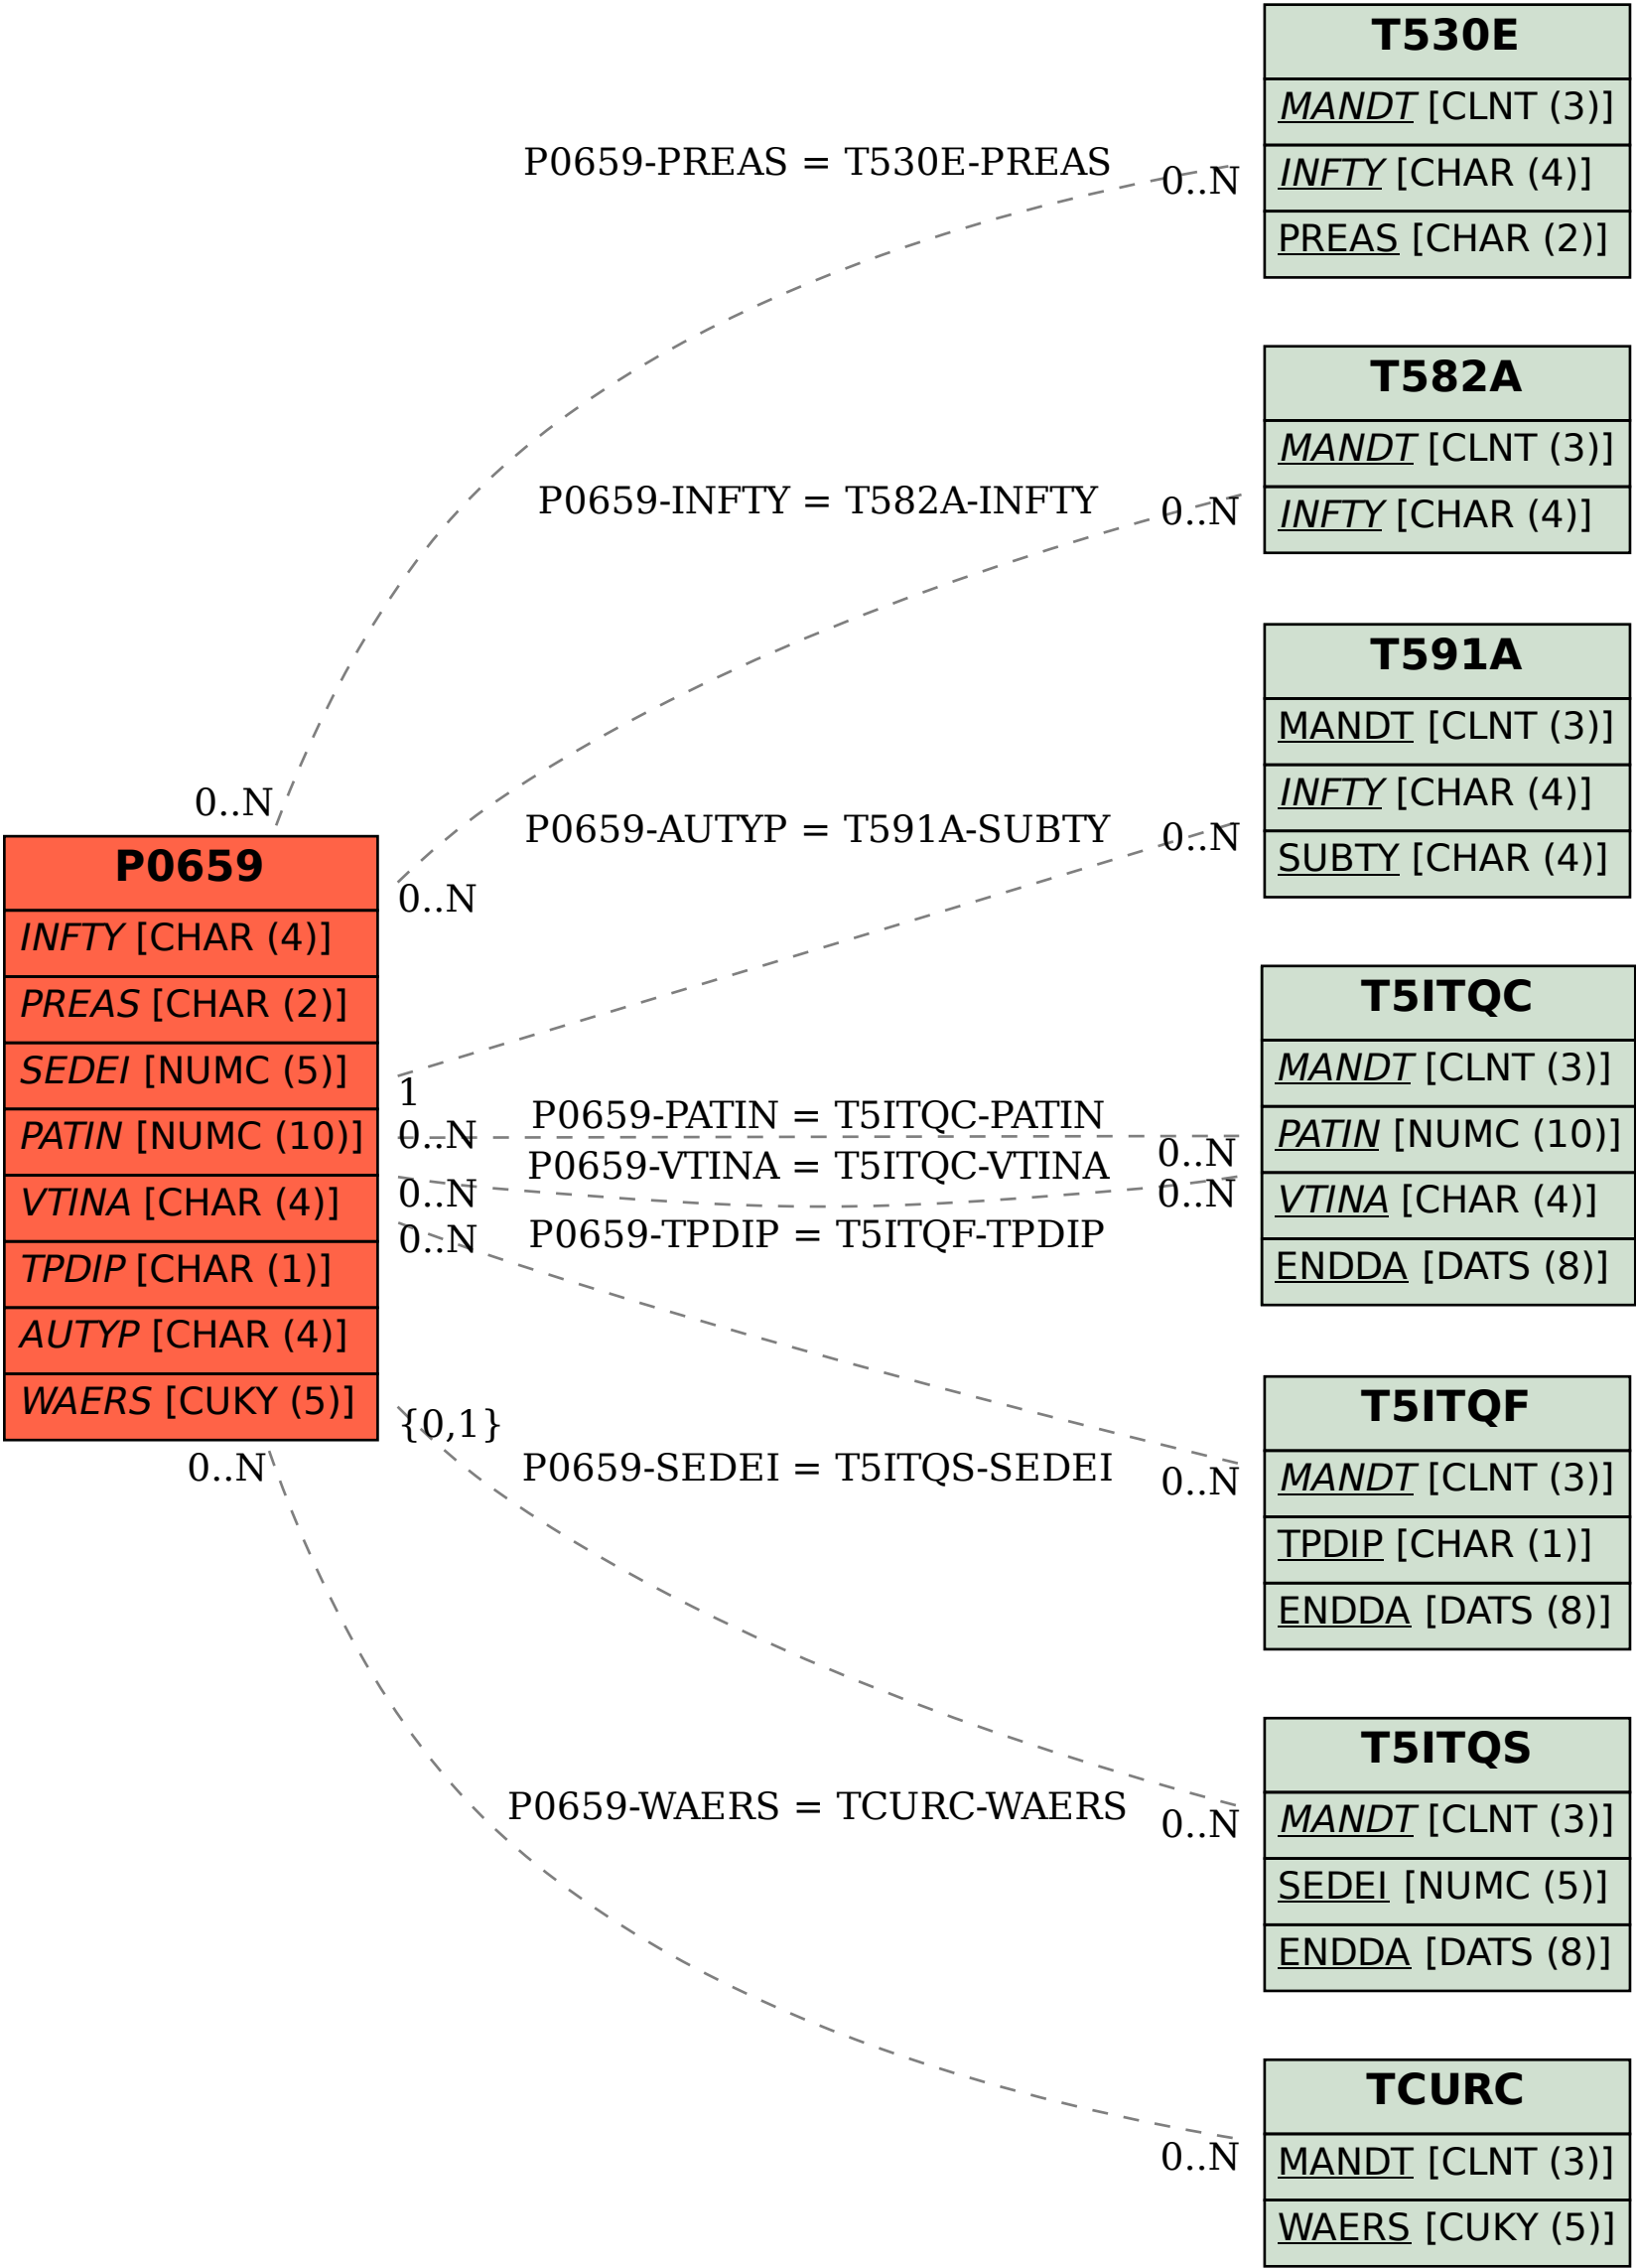 T530E
MANDT [CLNT (3)]
INFTY [CHAR (4)]
PREAS [CHAR (2)]
P0659-PREAS = T530E-PREAS
0..N
0..N
T582A
MANDT [CLNT (3)]
INFTY [CHAR (4)]
P0659-INFTY = T582A-INFTY
0..N
0..N
T591A
MANDT [CLNT (3)]
INFTY [CHAR (4)]
SUBTY [CHAR (4)]
P0659-AUTYP = T591A-SUBTY
0..N
1
P0659
INFTY [CHAR (4)]
PREAS [CHAR (2)]
SEDEI [NUMC (5)]
PATIN [NUMC (10)]
VTINA [CHAR (4)]
TPDIP [CHAR (1)]
AUTYP [CHAR (4)]
WAERS [CUKY (5)]
T5ITQC
MANDT [CLNT (3)]
PATIN [NUMC (10)]
VTINA [CHAR (4)]
ENDDA [DATS (8)]
P0659-PATIN = T5ITQC-PATIN
0..N
0..N
P0659-VTINA = T5ITQC-VTINA
0..N
0..N
P0659-TPDIP = T5ITQF-TPDIP
0..N
0..N
T5ITQF
MANDT [CLNT (3)]
TPDIP [CHAR (1)]
ENDDA [DATS (8)]
{0,1}
P0659-SEDEI = T5ITQS-SEDEI
0..N
T5ITQS
MANDT [CLNT (3)]
SEDEI [NUMC (5)]
ENDDA [DATS (8)]
0..N
P0659-WAERS = TCURC-WAERS
0..N
TCURC
MANDT [CLNT (3)]
WAERS [CUKY (5)]